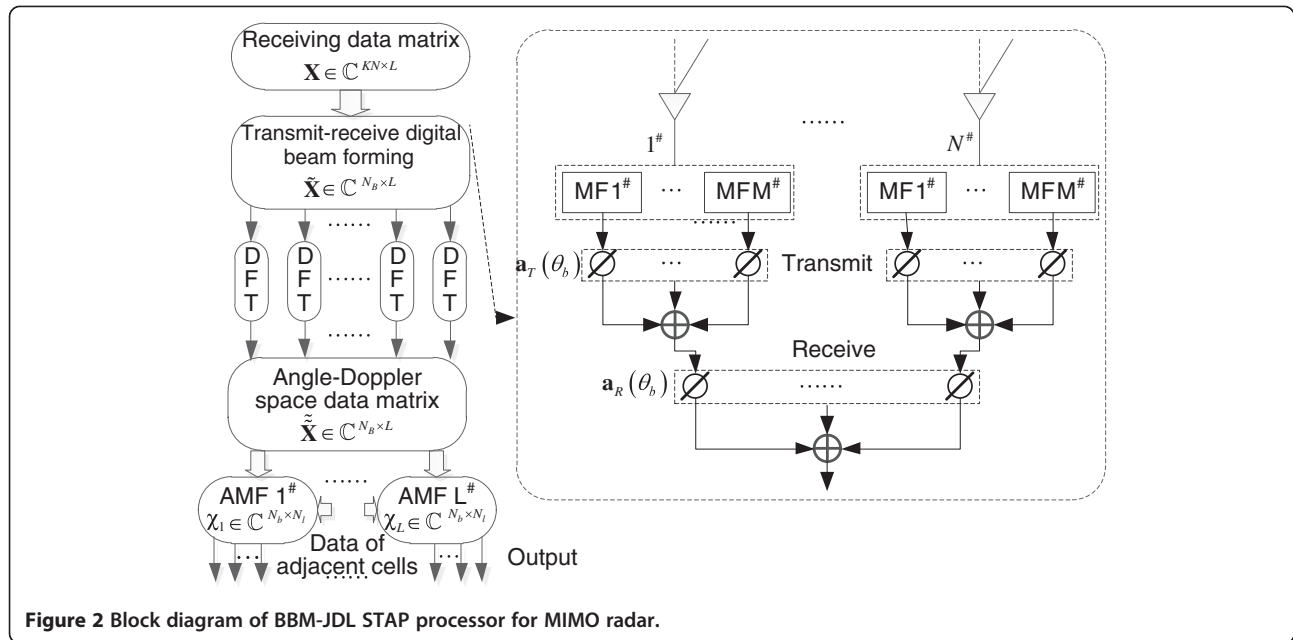 Receiving data matrix
X ∈ ℂ^{KN×L}
Transmit-receive digital
beam forming
X̃ ∈ ℂ^{N_B×L}
......
D F T
D F T
......
D F T
D F T
......
Angle-Doppler
space data matrix
X̃̃ ∈ ℂ^{N_B×L}
......
AMF 1#
χ_1 ∈ ℂ^{N_b×N_l}
AMF L#
χ_L ∈ ℂ^{N_b×N_l}
...
Data of
adjacent cells
......
...
Output
......
1#
N#
MF1#
...
MFM#
......
MF1#
...
MFM#
a_T(θ_b)
...
Transmit
...
Receive
a_R(θ_b)
......
Figure 2 Block diagram of BBM-JDL STAP processor for MIMO radar.